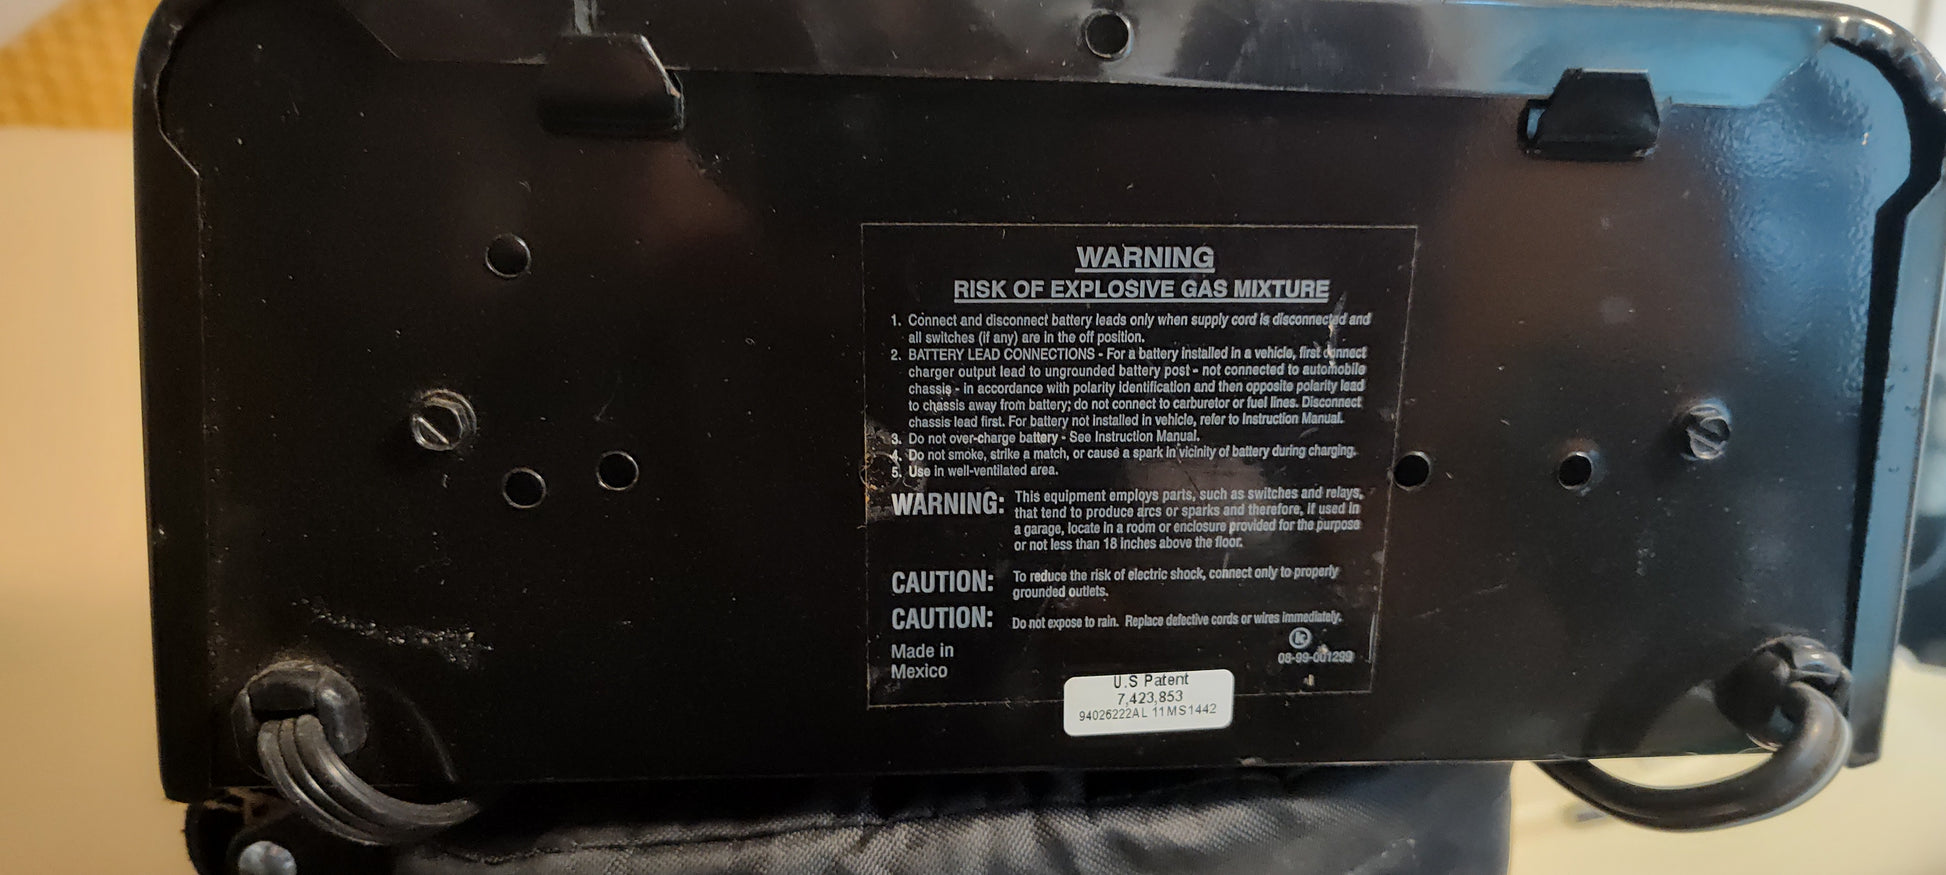 WARNING
RISK OF EXPLOSIVE GAS MIXTURE
1. Connect and disconnect battery leads only when supply cord is disconnected and
all switches (if any) are in the off position.
2. BATTERY LEAD CONNECTIONS - For a battery installed in a vehicle, first connect
charger output lead to ungrounded battery post - not connected to automobile
chassis - in accordance with polarity identification and then opposite polarity lead
to chassis away from battery; do not connect to carburetor or fuel lines. Disconnect
chassis lead first. For battery not installed in vehicle, refer to Instruction Manual.
3. Do not over-charge battery - See Instruction Manual.
4. Do not smoke, strike a match, or cause a spark in vicinity of battery during charging.
5. Use in well-ventilated area.
WARNING: This equipment employs parts, such as switches and relays,
that tend to produce arcs or sparks and therefore, if used in
a garage, locate in a room or enclosure provided for the purpose
or not less than 18 inches above the floor.
CAUTION: To reduce the risk of electric shock, connect only to properly
grounded outlets.
CAUTION: Do not expose to rain. Replace defective cords or wires immediately.
Made in
Mexico
08-99-001299
U.S Patent
7,423,853
94026222AL 11MS1442